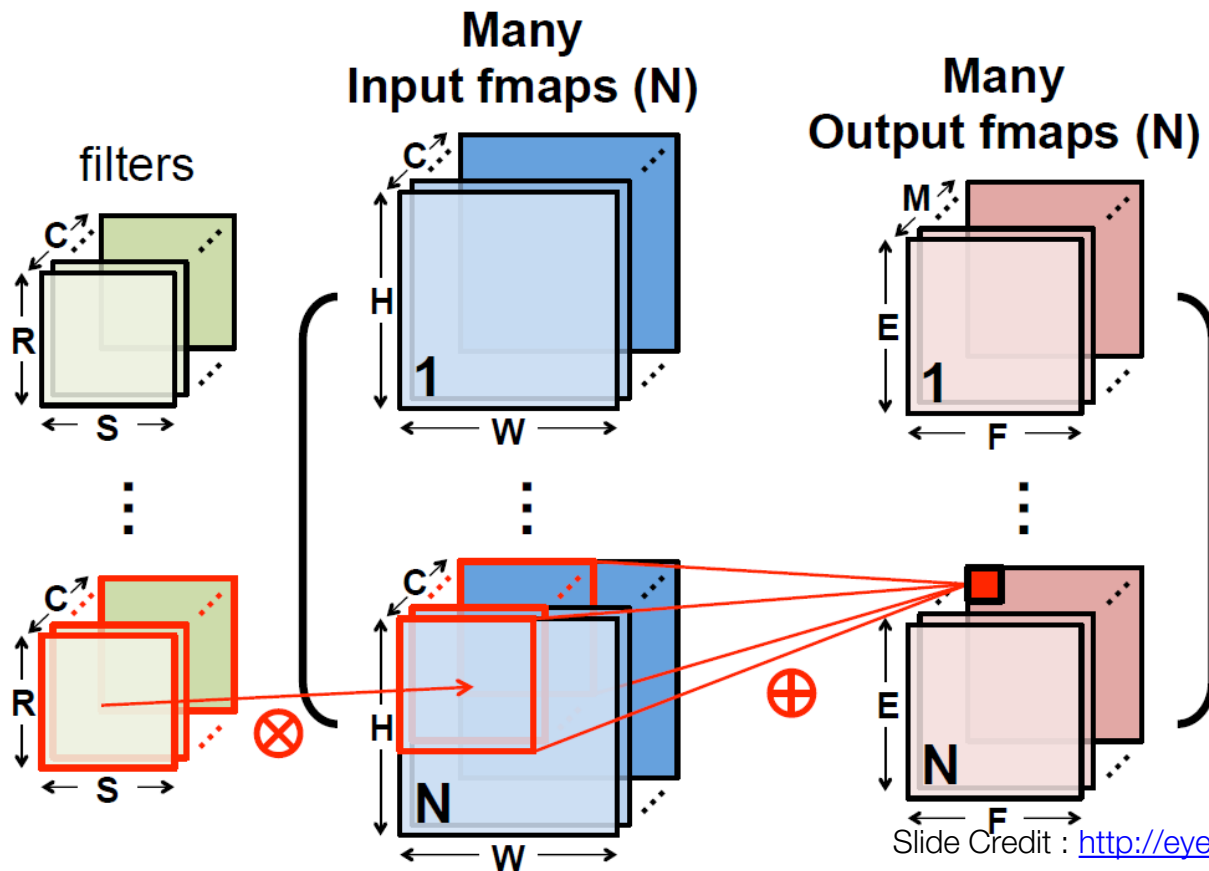 Many
Input fmaps (N)
Many
Output fmaps (N)
filters
C
R
S
C
H
1
W
M
E
1
F
C
R
S
C
H
N
W
E
N
F
Slide Credit : http://eye